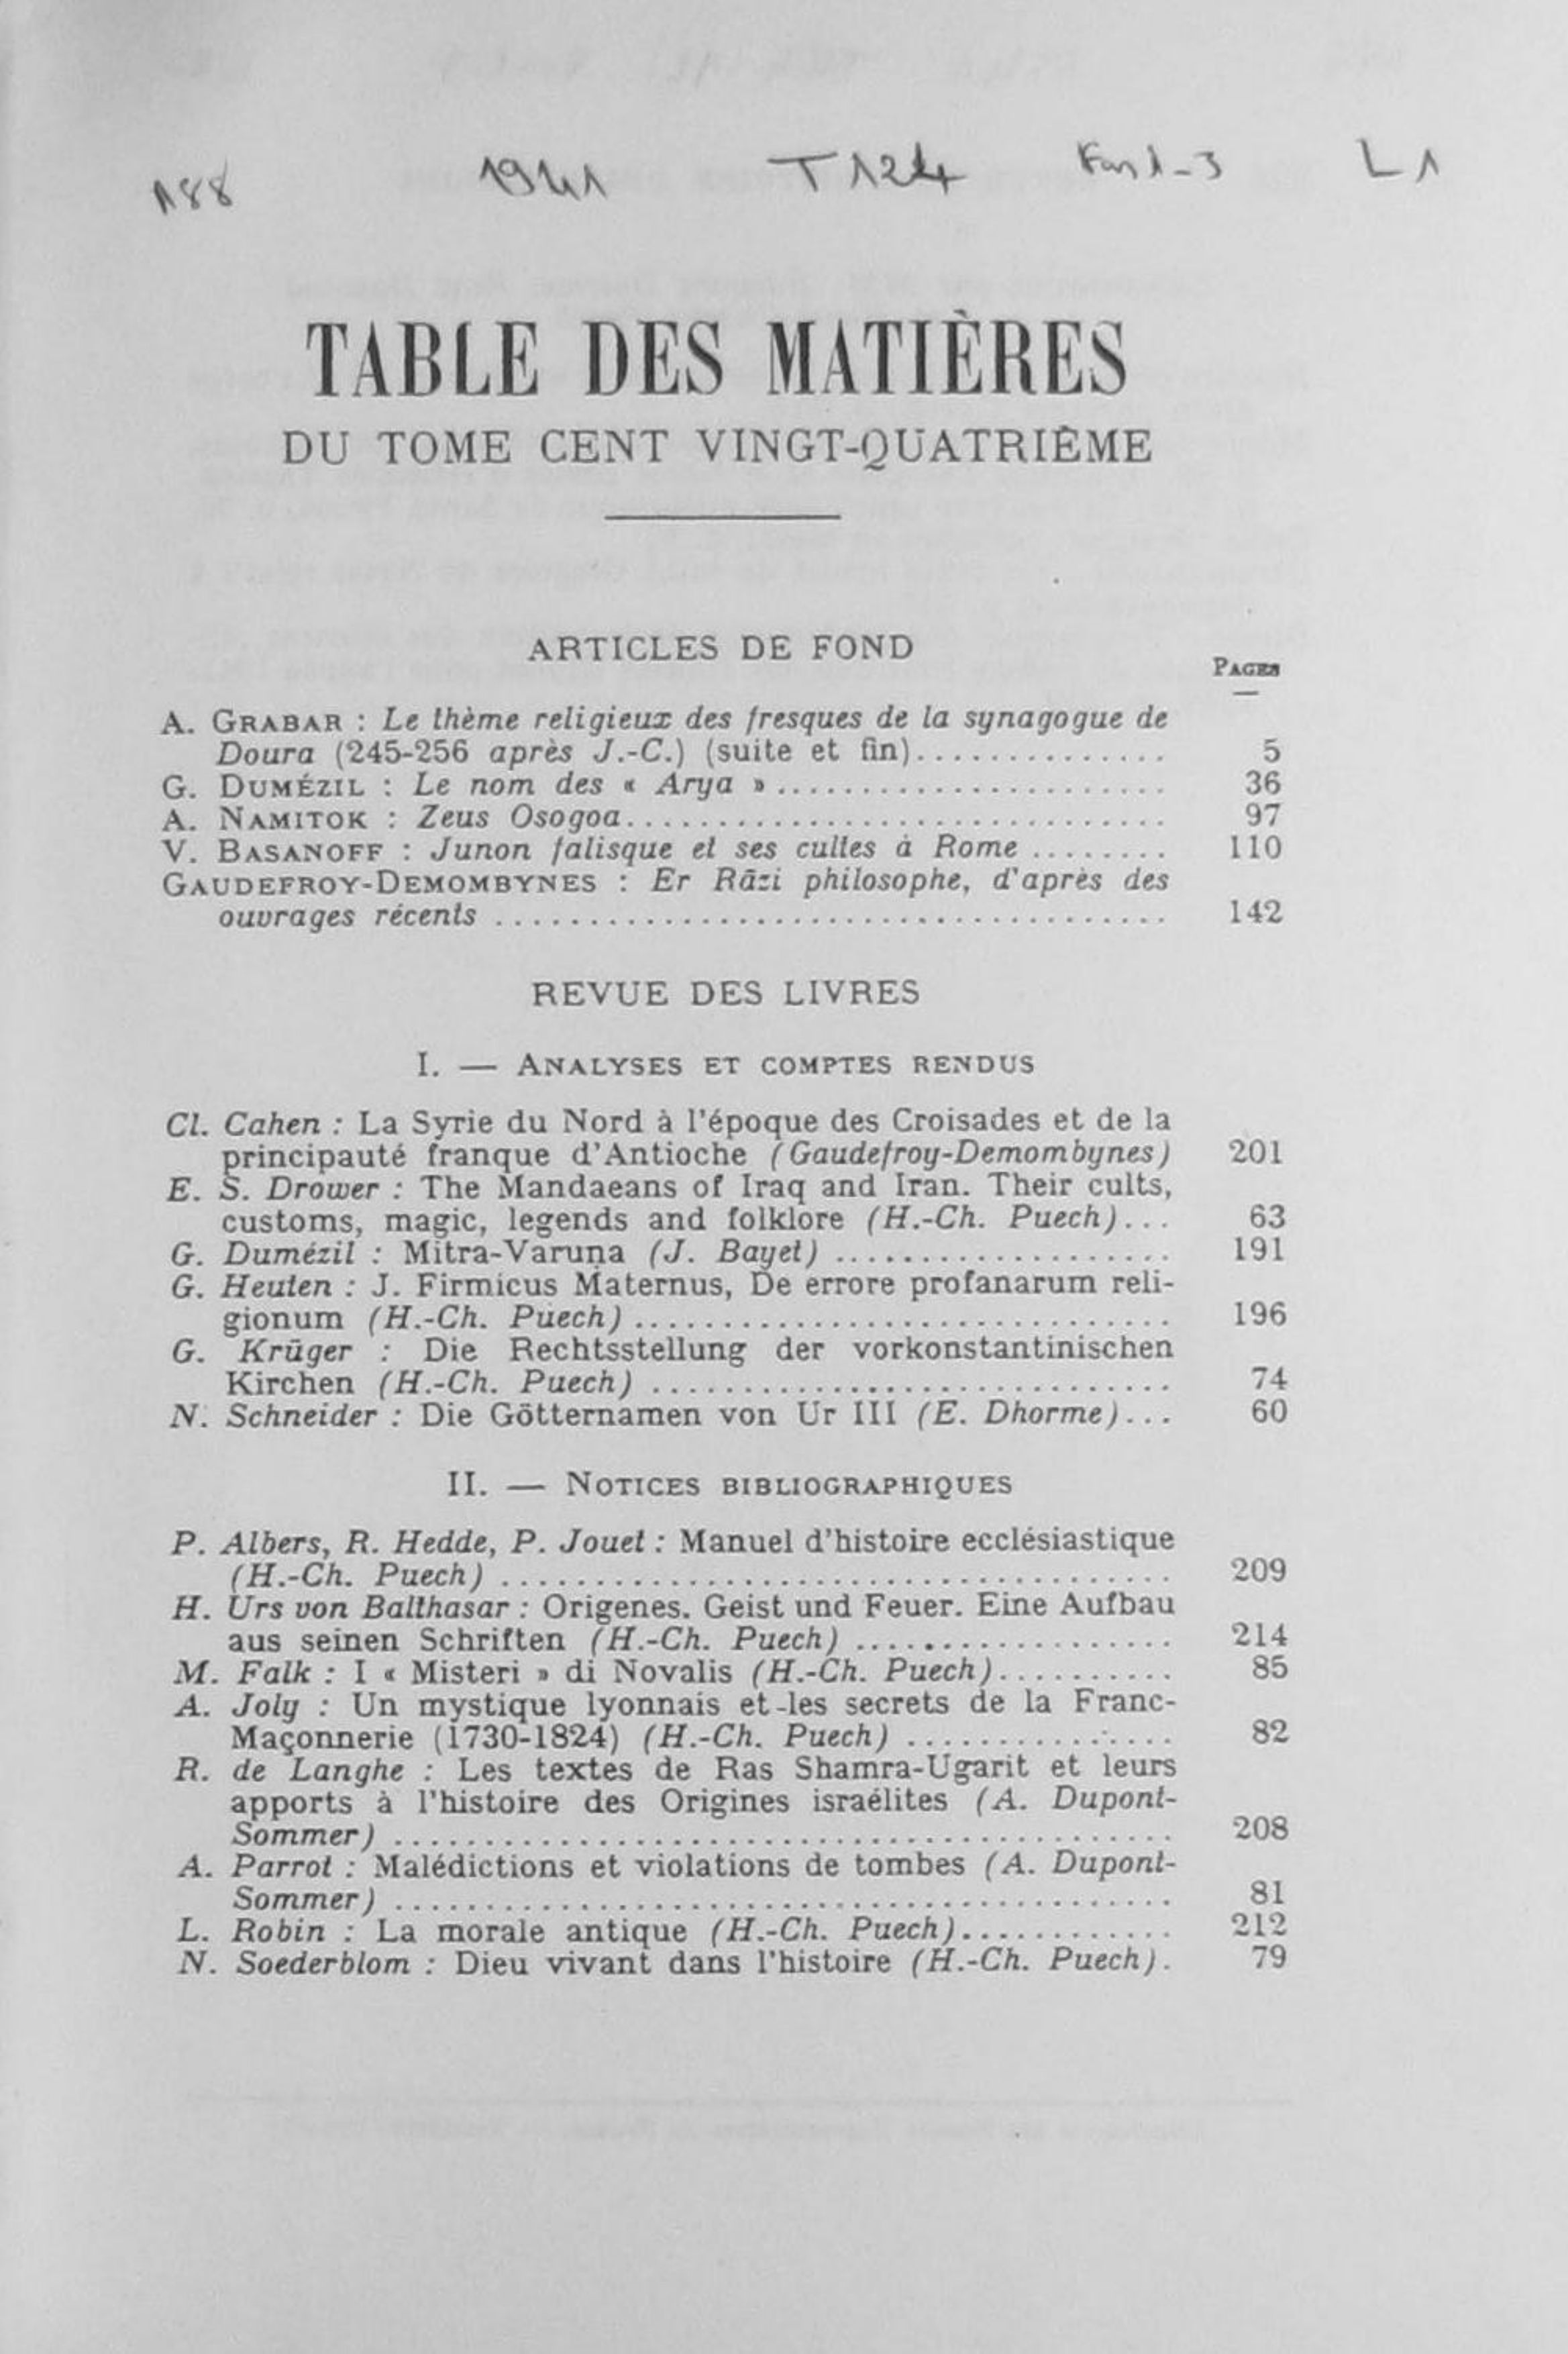 188 1941 T124 L1
TABLE DES MATIÈRES
DU TOME CENT VINGT-QUATRIÈME
ARTICLES DE FOND
PAGES
A. GRABAR : Le thème religieux des fresques de la synagogue de
Doura (245-256 après J.-C.) (suite et fin).............. 5
G. DUMÉZIL : Le nom des « Arya »....................... 36
A. NAMITOK : Zeus Osogoa................................ 97
V. BASANOFF : Junon falisque et ses cultes à Rome ........ 110
GAUDEFROY-DEMOMBYNES : Er Rāzi philosophe, d'après des
ouvrages récents ........................................ 142
REVUE DES LIVRES
I. — ANALYSES ET COMPTES RENDUS
Cl. Cahen : La Syrie du Nord à l'époque des Croisades et de la
principauté franque d'Antioche (Gaudefroy-Demombynes) 201
E. S. Drower : The Mandaeans of Iraq and Iran. Their cults,
customs, magic, legends and folklore (H.-Ch. Puech)... 63
G. Dumézil : Mitra-Varuṇa (J. Bayet) .................... 191
G. Heuten : J. Firmicus Maternus, De errore profanarum reli-
gionum (H.-Ch. Puech) ................................ 196
G. Krüger : Die Rechtsstellung der vorkonstantinischen
Kirchen (H.-Ch. Puech) ............................... 74
N. Schneider : Die Götternamen von Ur III (E. Dhorme)... 60
II. — NOTICES BIBLIOGRAPHIQUES
P. Albers, R. Hedde, P. Jouet : Manuel d'histoire ecclésiastique
(H.-Ch. Puech) ........................................ 209
H. Urs von Balthasar : Origenes. Geist und Feuer. Eine Aufbau
aus seinen Schriften (H.-Ch. Puech) ................... 214
M. Falk : I « Misteri » di Novalis (H.-Ch. Puech).......... 85
A. Joly : Un mystique lyonnais et les secrets de la Franc-
Maçonnerie (1730-1824) (H.-Ch. Puech) ................ 82
R. de Langhe : Les textes de Ras Shamra-Ugarit et leurs
apports à l'histoire des Origines israélites (A. Dupont-
Sommer) .............................................. 208
A. Parrot : Malédictions et violations de tombes (A. Dupont-
Sommer) .............................................. 81
L. Robin : La morale antique (H.-Ch. Puech)............ 212
N. Soederblom : Dieu vivant dans l'histoire (H.-Ch. Puech). 79